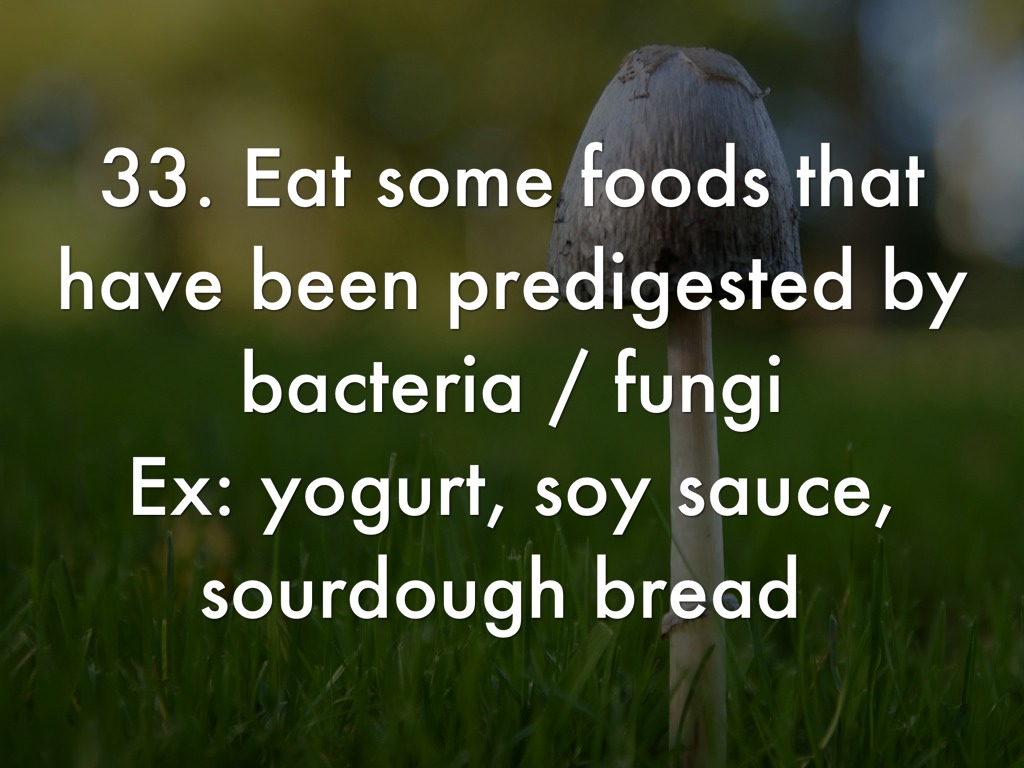 33. Eat some foods that
have been predigested by
bacteria / fungi
Ex: yogurt, soy sauce,
sourdough bread